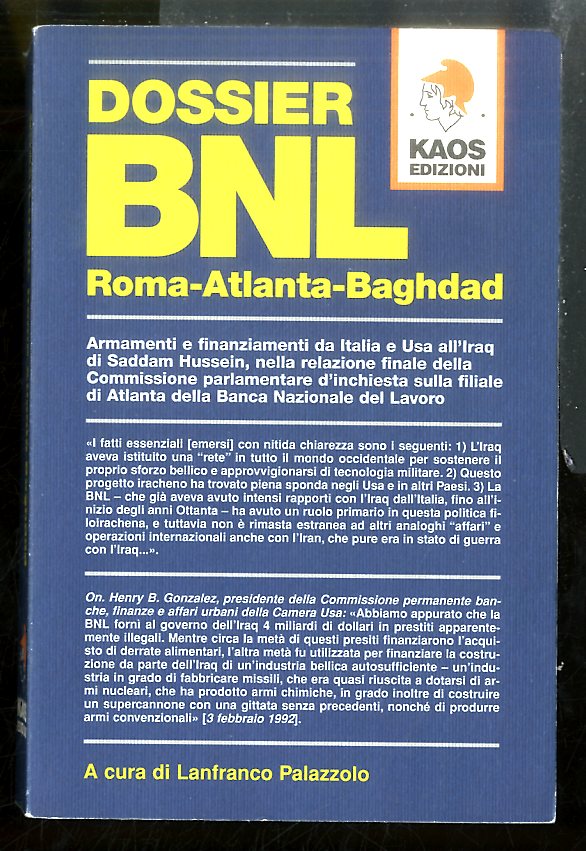 DOSSIER
BNL
Roma-Atlanta-Baghdad
KAOS
EDIZIONI
Armamenti e finanziamenti da Italia e Usa all'Iraq
di Saddam Hussein, nella relazione finale della
Commissione parlamentare d'inchiesta sulla filiale
di Atlanta della Banca Nazionale del Lavoro
«I fatti essenziali [emersi] con nitida chiarezza sono i seguenti: 1) L'Iraq
aveva istituito una “rete” in tutto il mondo occidentale per sostenere il
proprio sforzo bellico e approvvigionarsi di tecnologia militare. 2) Questo
progetto iracheno ha trovato piena sponda negli Usa e in altri Paesi. 3) La
BNL – che già aveva avuto intensi rapporti con l'Iraq dall'Italia, fino all'i-
nizio degli anni Ottanta – ha avuto un ruolo primario in questa politica fi-
loirachena, e tuttavia non è rimasta estranea ad altri analoghi “affari” e
operazioni internazionali anche con l'Iran, che pure era in stato di guerra
con l'Iraq...».
On. Henry B. Gonzalez, presidente della Commissione permanente ban-
che, finanze e affari urbani della Camera Usa: «Abbiamo appurato che la
BNL fornì al governo dell'Iraq 4 miliardi di dollari in prestiti apparente-
mente illegali. Mentre circa la metà di questi presiti finanziarono l'acqui-
sto di derrate alimentari, l'altra metà fu utilizzata per finanziare la costru-
zione da parte dell'Iraq di un'industria bellica autosufficiente – un'indu-
stria in grado di fabbricare missili, che era quasi riuscita a dotarsi di ar-
mi nucleari, che ha prodotto armi chimiche, in grado inoltre di costruire
un supercannone con una gittata senza precedenti, nonché di produrre
armi convenzionali» [3 febbraio 1992].
A cura di Lanfranco Palazzolo